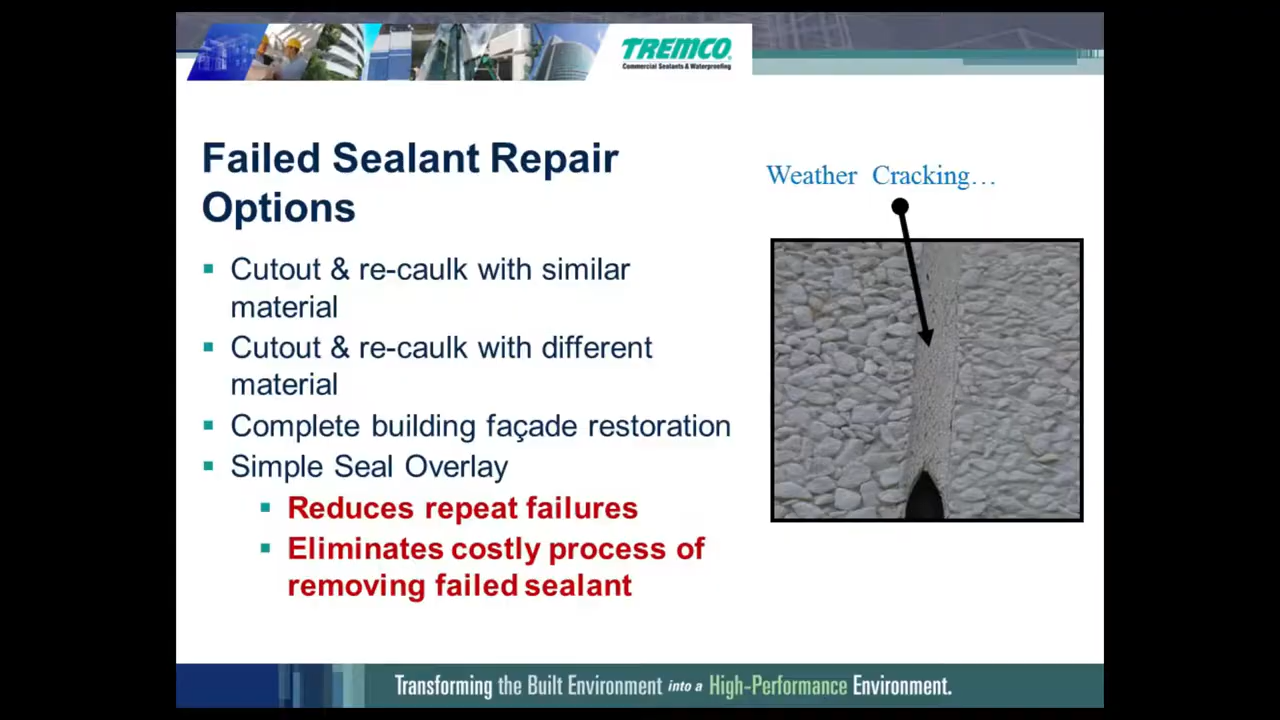 TREMCO
Commercial Sealants & Waterproofing
Failed Sealant Repair
Options
Weather Cracking…
▪ Cutout & re-caulk with similar
material
▪ Cutout & re-caulk with different
material
▪ Complete building façade restoration
▪ Simple Seal Overlay
▪ Reduces repeat failures
▪ Eliminates costly process of
removing failed sealant
Transforming the Built Environment into a High-Performance Environment.